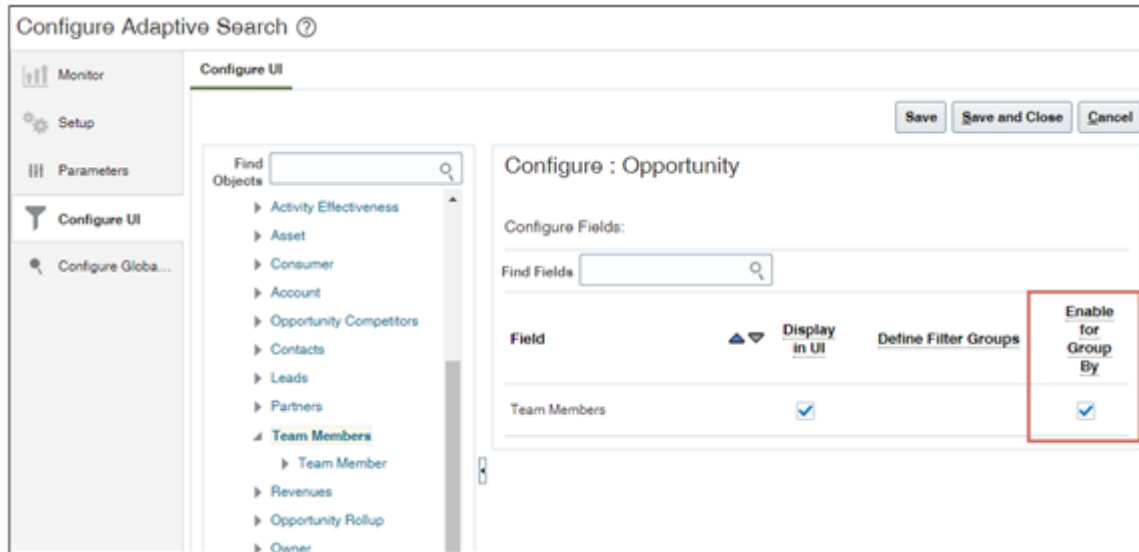 Configure Adaptive Search ?
Monitor
Setup
Parameters
Configure UI
Configure Globa...
Configure UI
Save
Save and Close
Cancel
Find
Objects
Activity Effectiveness
Asset
Consumer
Account
Opportunity Competitors
Contacts
Leads
Partners
Team Members
Team Member
Revenues
Opportunity Rollup
Owner
Configure : Opportunity
Configure Fields:
Find Fields
Field
Display
in UI
Define Filter Groups
Enable
for
Group
By
Team Members